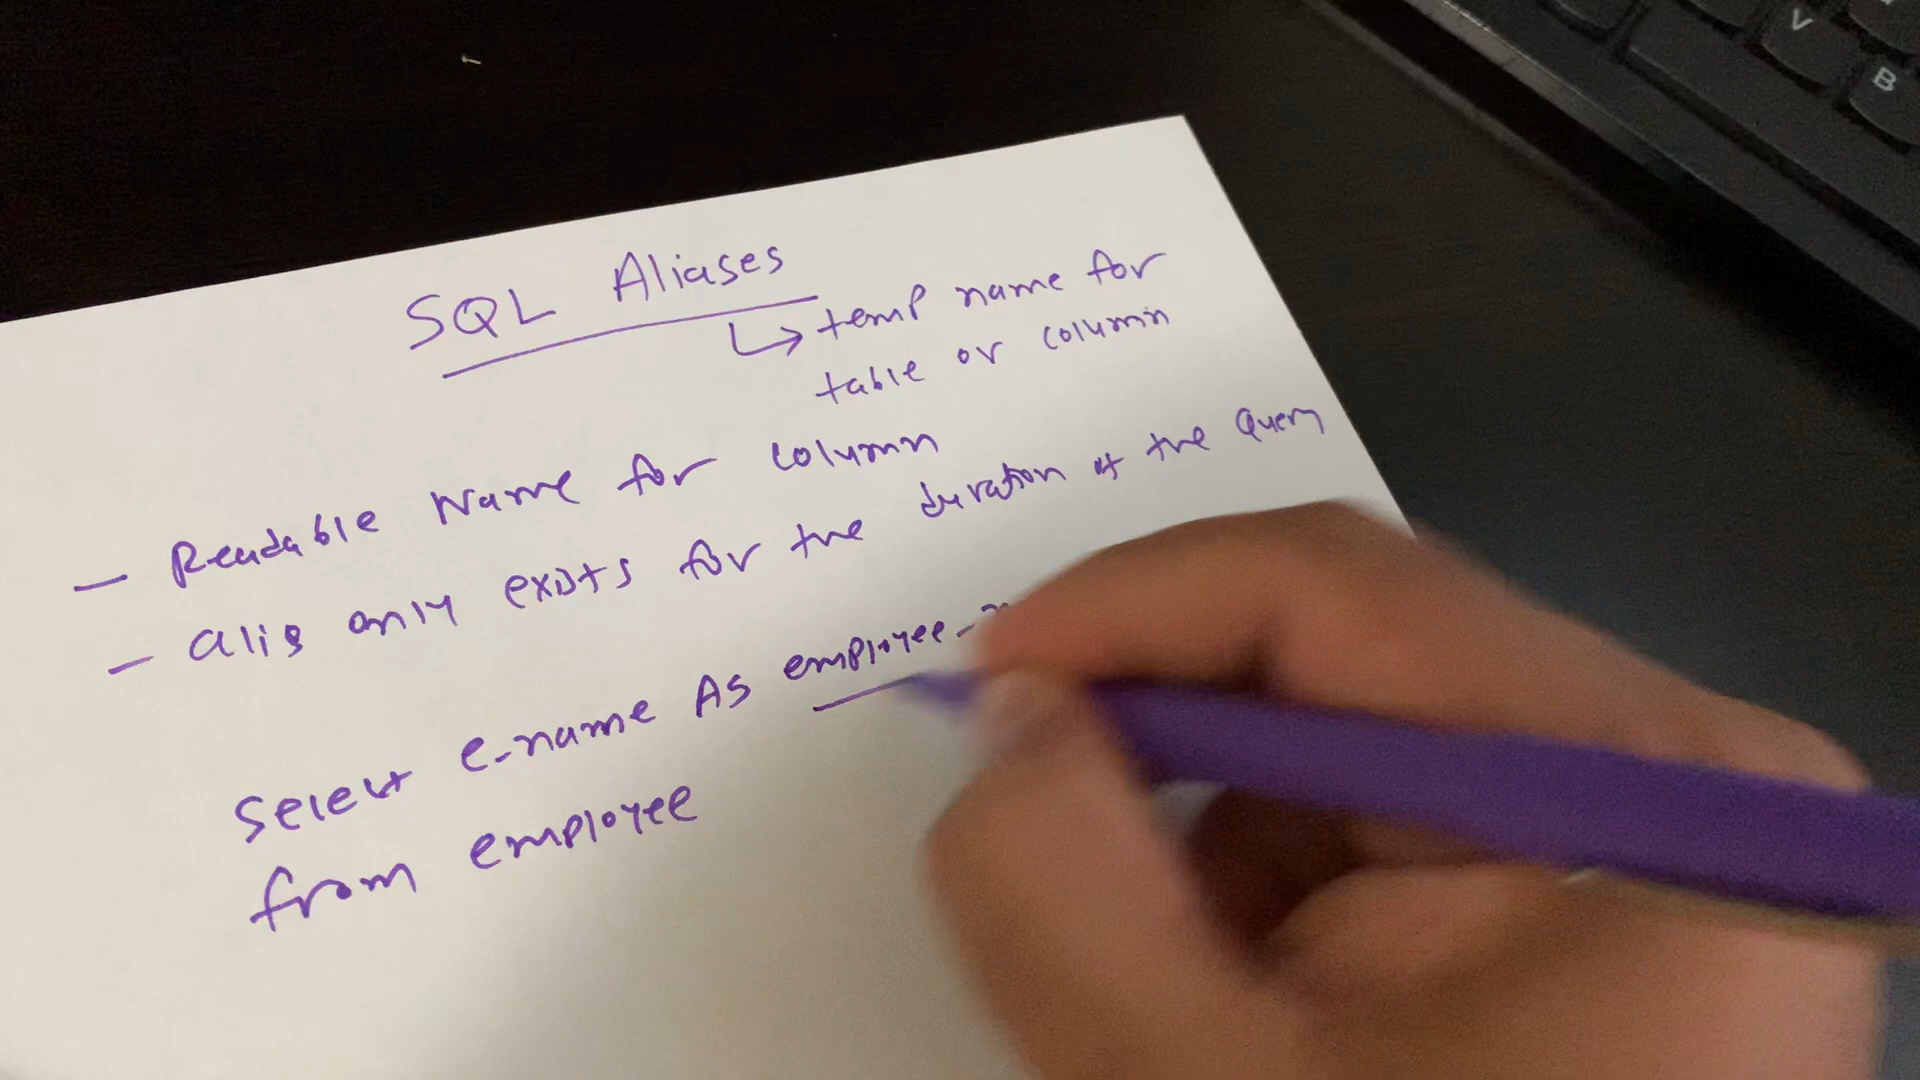 SQL Aliases
↳ temp name for
table or column
- Readable Name for column
- alis only exists for the duration of the Query
Select e-name As employee-
from employee
V
B